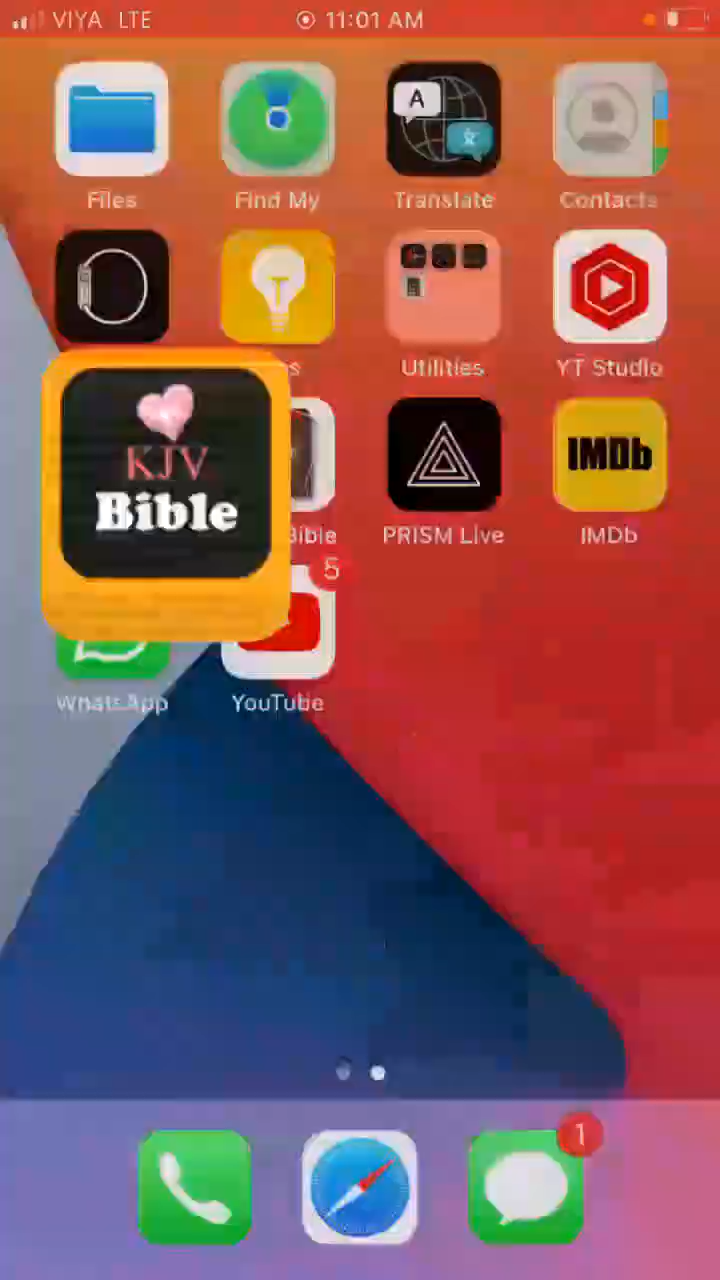 VIYA LTE 11:01 AM
A
Files Find My Translate Contacts
Utilities YT Studio
KJV
Bible
IMDb
Bible PRISM Live IMDb
5
WhatsApp YouTube
1